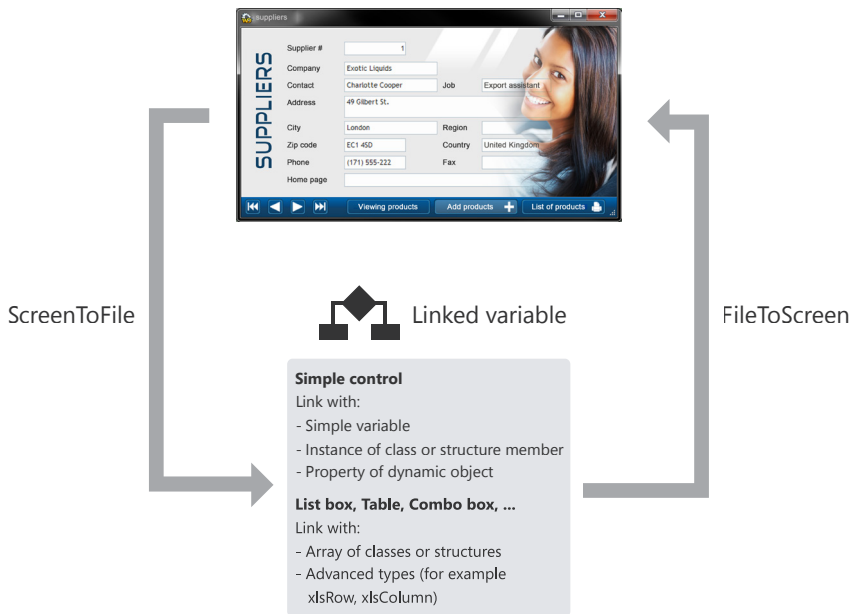 suppliers
SUPPLIERS
Supplier # 1
Company Exotic Liquids
Contact Charlotte Cooper Job Export assistant
Address 49 Gilbert St.
City London Region
Zip code EC1 4SD Country United Kingdom
Phone (171) 555-222 Fax
Home page
Viewing products Add products List of products
ScreenToFile
Linked variable
FileToScreen
Simple control
Link with:
- Simple variable
- Instance of class or structure member
- Property of dynamic object
List box, Table, Combo box, ...
Link with:
- Array of classes or structures
- Advanced types (for example
xlsRow, xlsColumn)